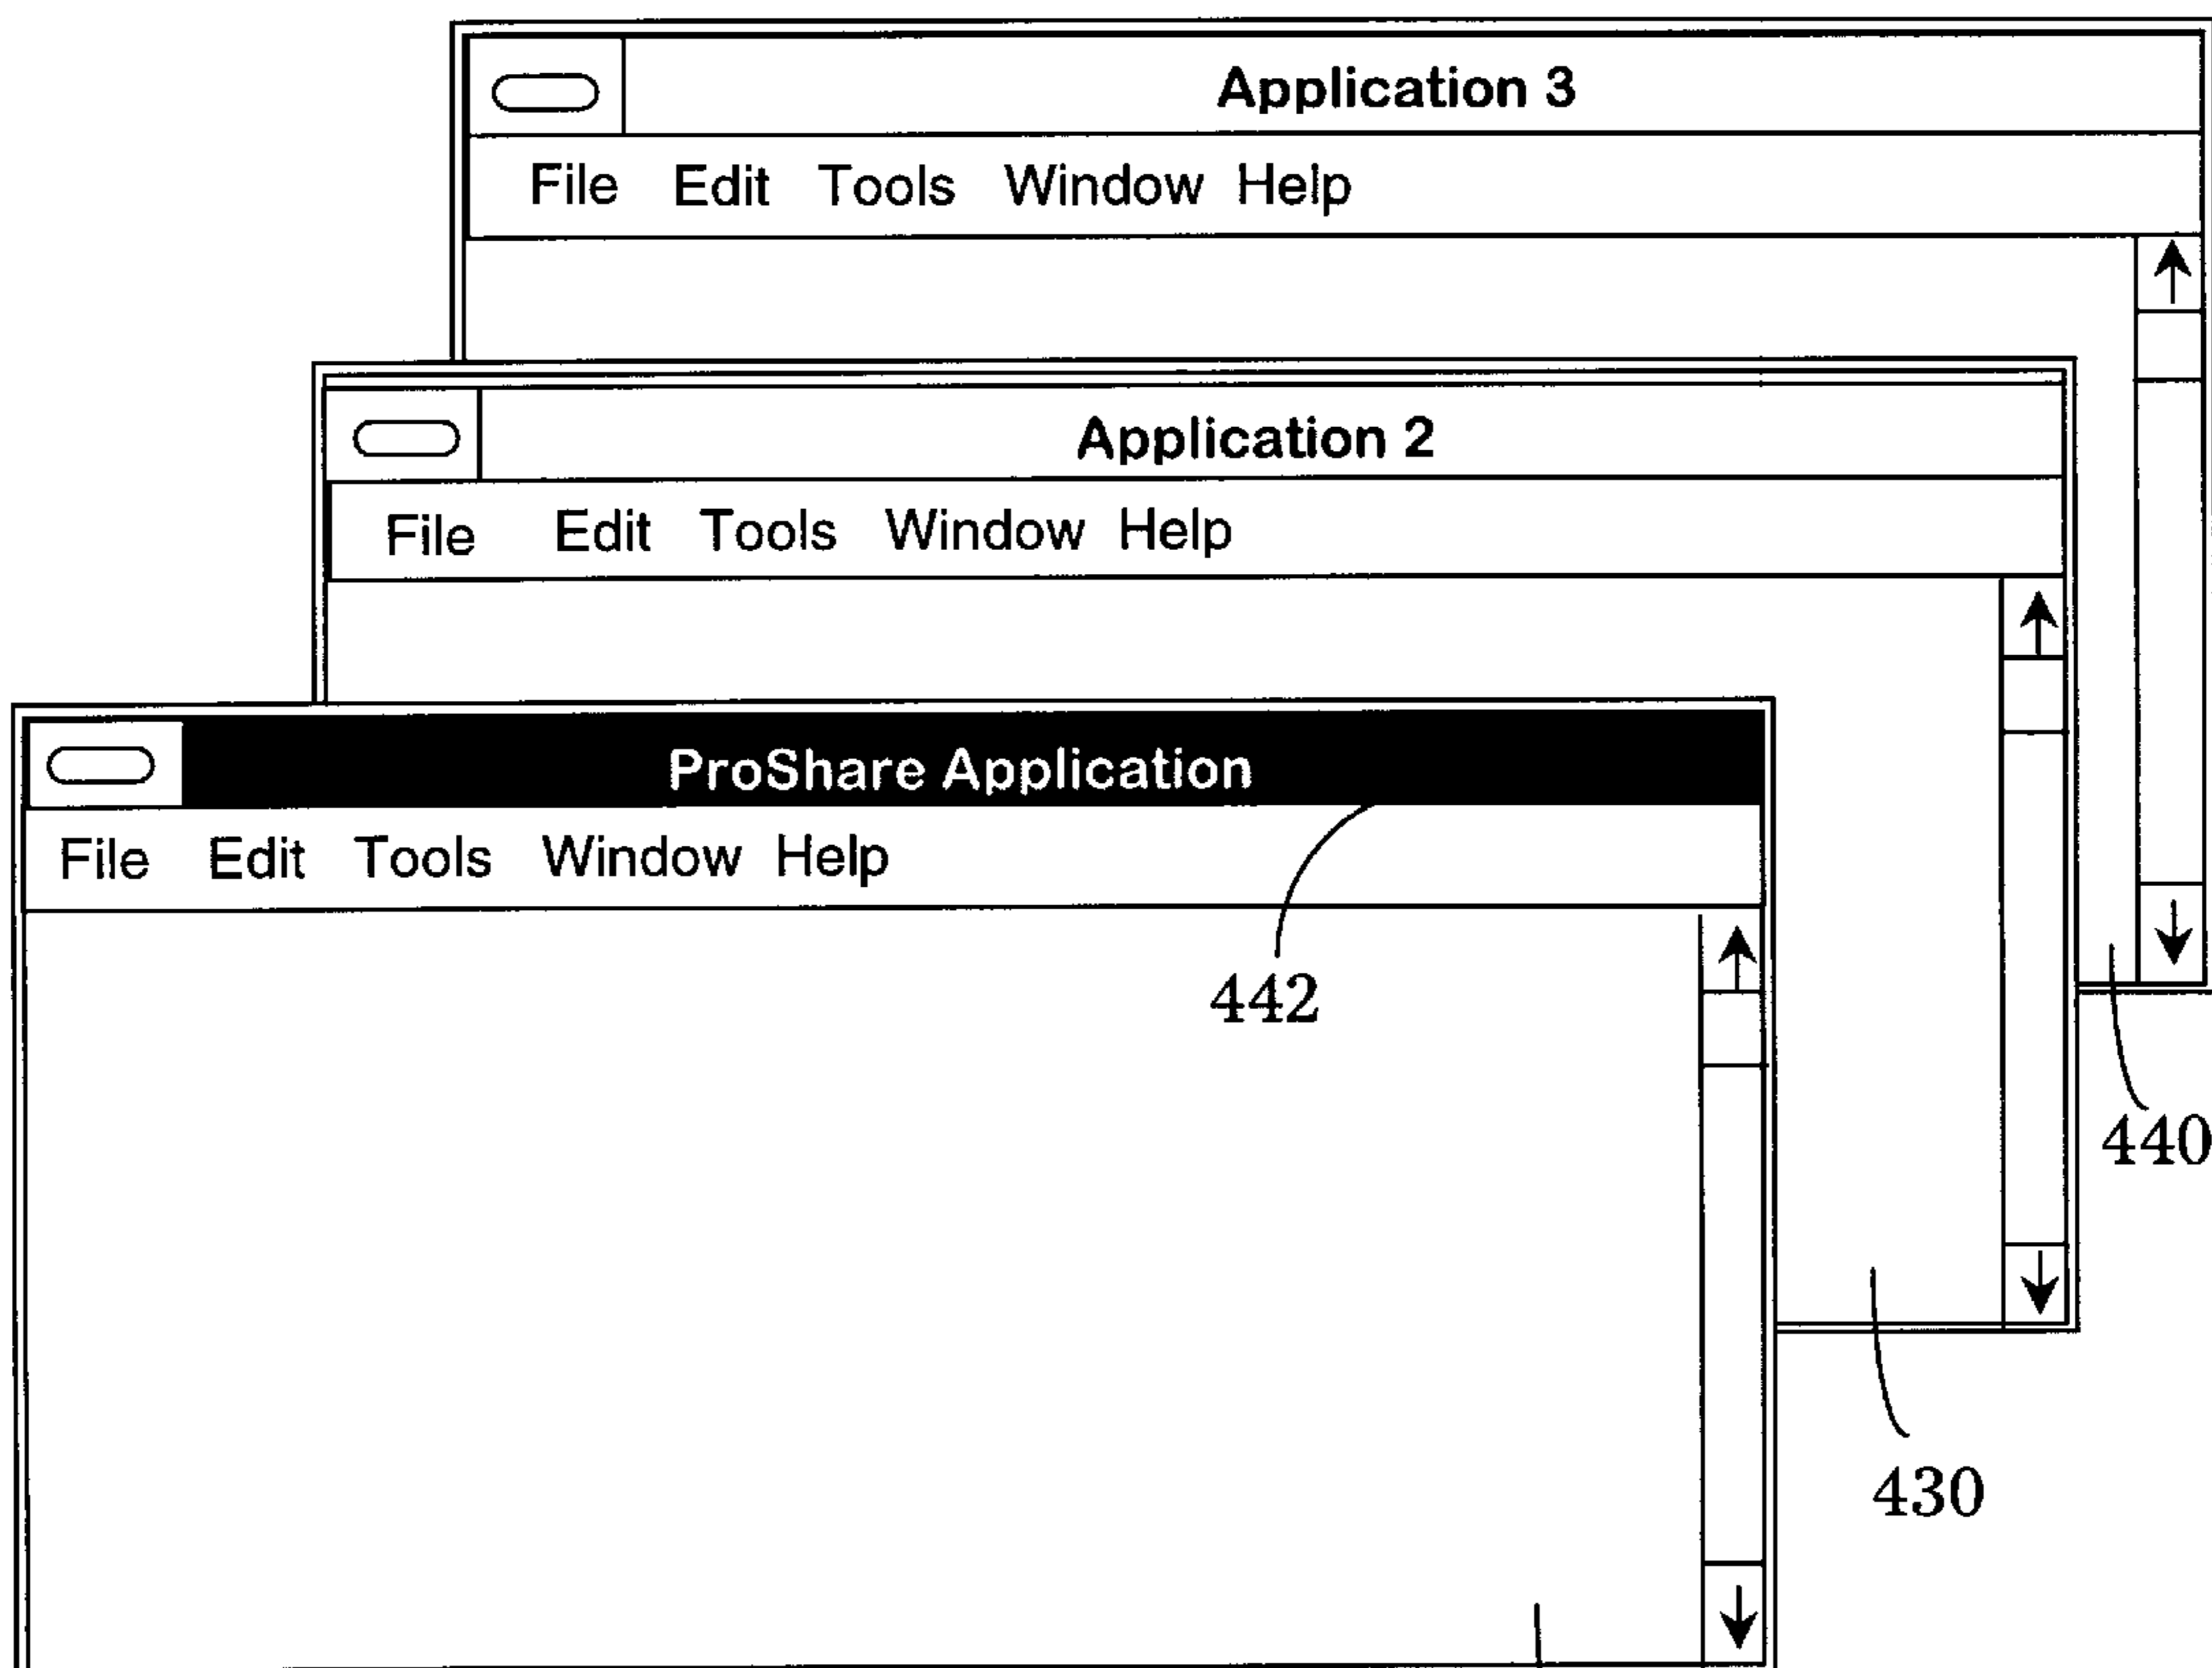 Application 3
File Edit Tools Window Help
Application 2
File Edit Tools Window Help
ProShare Application
File Edit Tools Window Help
442
440
430